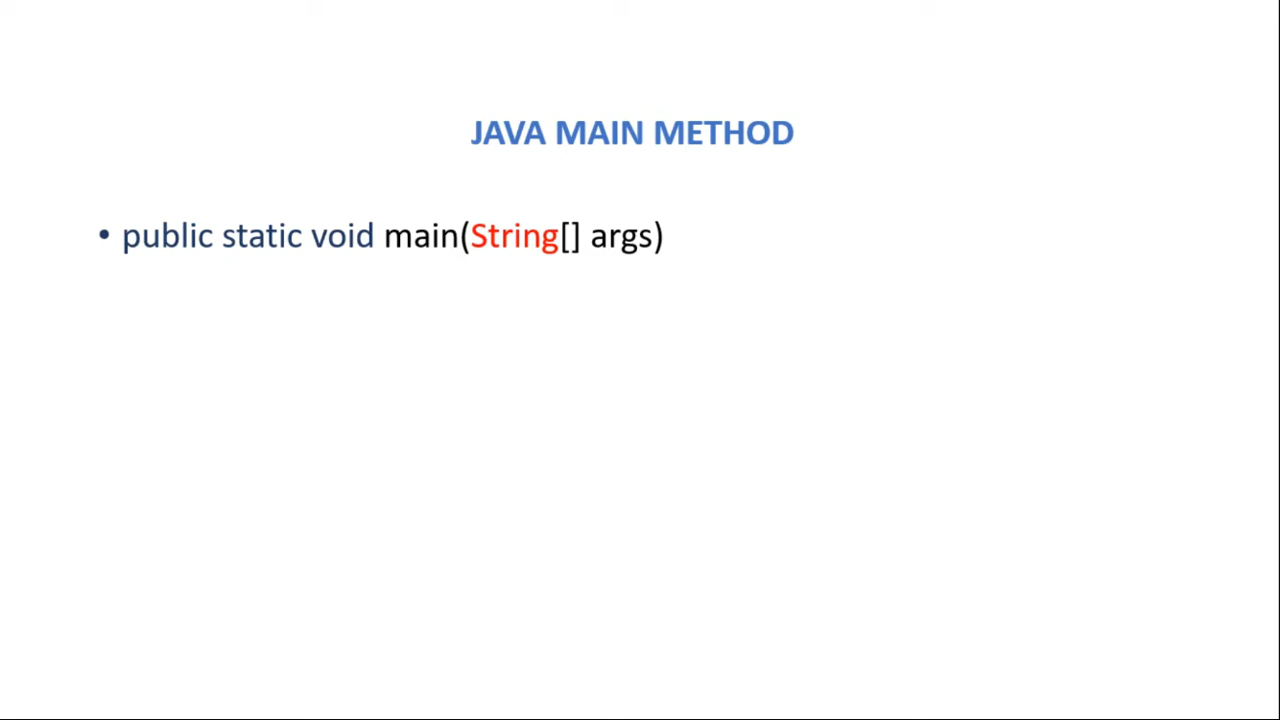 JAVA MAIN METHOD
• public static void main(String[] args)